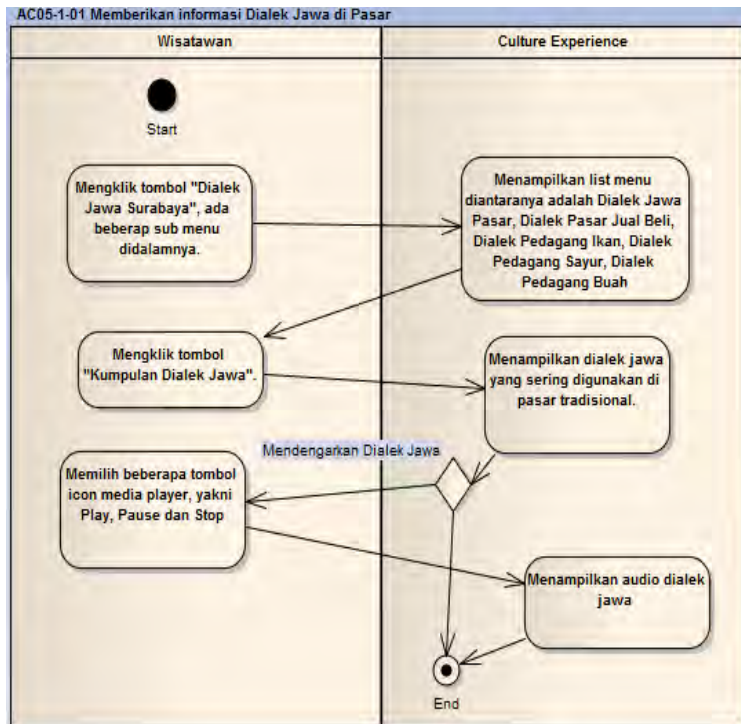 AC05-1-01 Memberikan informasi Dialek Jawa di Pasar
Wisatawan
Culture Experience
Start
Mengklik tombol "Dialek
Jawa Surabaya", ada
beberap sub menu
didalamnya.
Menampilkan list menu
diantaranya adalah Dialek Jawa
Pasar, Dialek Pasar Jual Beli,
Dialek Pedagang Ikan, Dialek
Pedagang Sayur, Dialek
Pedagang Buah
Mengklik tombol
"Kumpulan Dialek Jawa".
Menampilkan dialek jawa
yang sering digunakan di
pasar tradisional.
Mendengarkan Dialek Jawa
Memilih beberapa tombol
icon media player, yakni
Play, Pause dan Stop
Menampilkan audio dialek
jawa
End